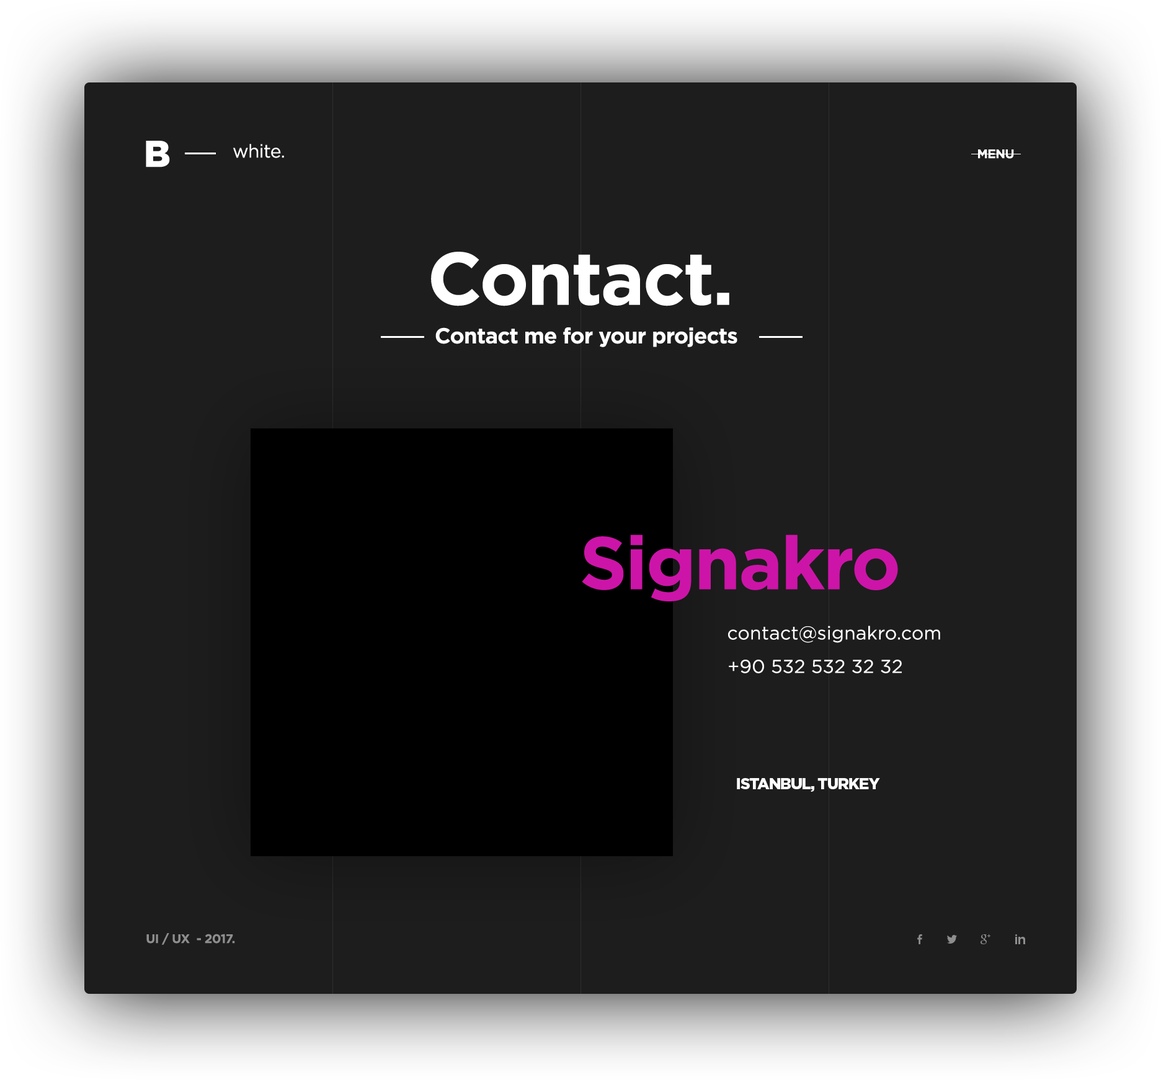 B — white.
MENU
Contact.
Contact me for your projects
Signakro
contact@signakro.com
+90 532 532 32 32
ISTANBUL, TURKEY
UI / UX - 2017.
f g+ in